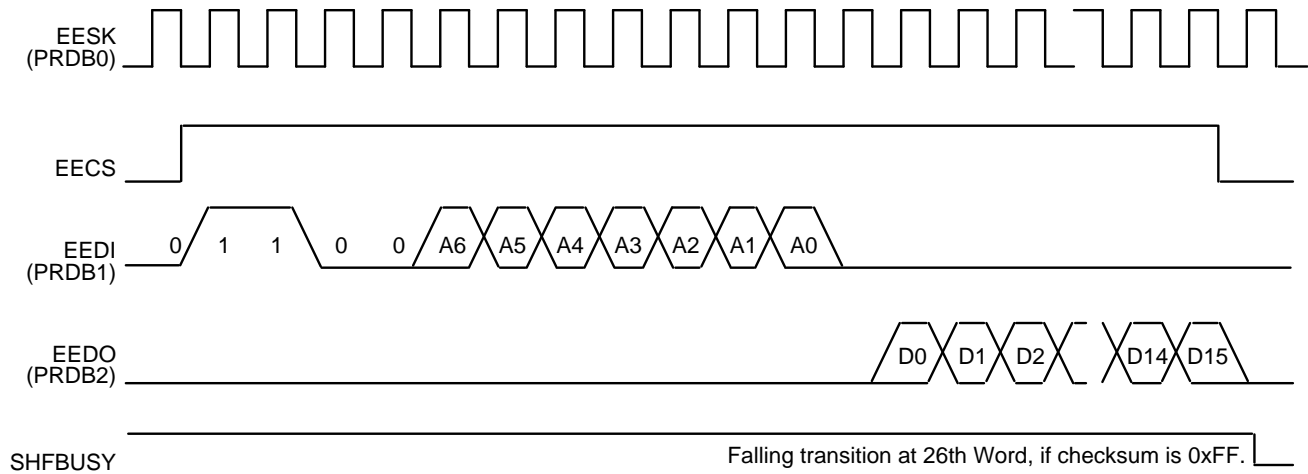 EESK
(PRDB0)
EECS
EEDI
(PRDB1)
0 1 1 0 0 A6 A5 A4 A3 A2 A1 A0
EEDO
(PRDB2)
D0 D1 D2 D14 D15
SHFBUSY
Falling transition at 26th Word, if checksum is 0xFF.